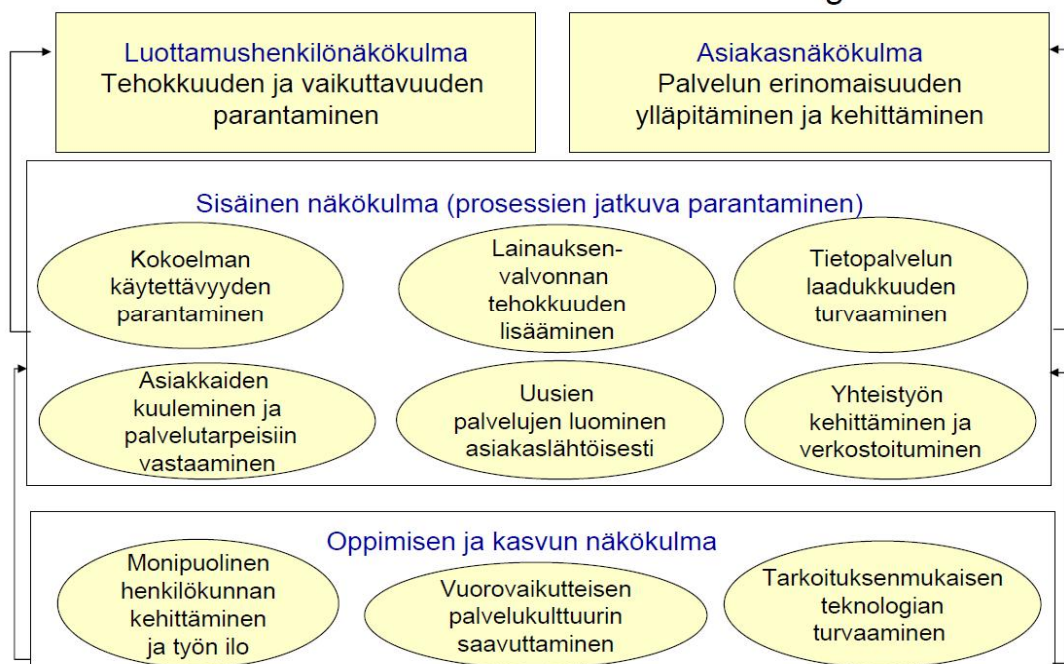 Luottamushenkilönäkökulma
Tehokkuuden ja vaikuttavuuden
parantaminen
Asiakasnäkökulma
Palvelun erinomaisuuden
ylläpitäminen ja kehittäminen
Sisäinen näkökulma (prosessien jatkuva parantaminen)
Kokoelman
käytettävyyden
parantaminen
Lainauksen-
valvonnan
tehokkuuden
lisääminen
Tietopalvelun
laadukkuuden
turvaaminen
Asiakkaiden
kuuleminen ja
palvelutarpeisiin
vastaaminen
Uusien
palvelujen luominen
asiakaslähtöisesti
Yhteistyön
kehittäminen ja
verkostoituminen
Oppimisen ja kasvun näkökulma
Monipuolinen
henkilökunnan
kehittäminen
ja työn ilo
Vuorovaikutteisen
palvelukulttuurin
saavuttaminen
Tarkoituksenmukaisen
teknologian
turvaaminen